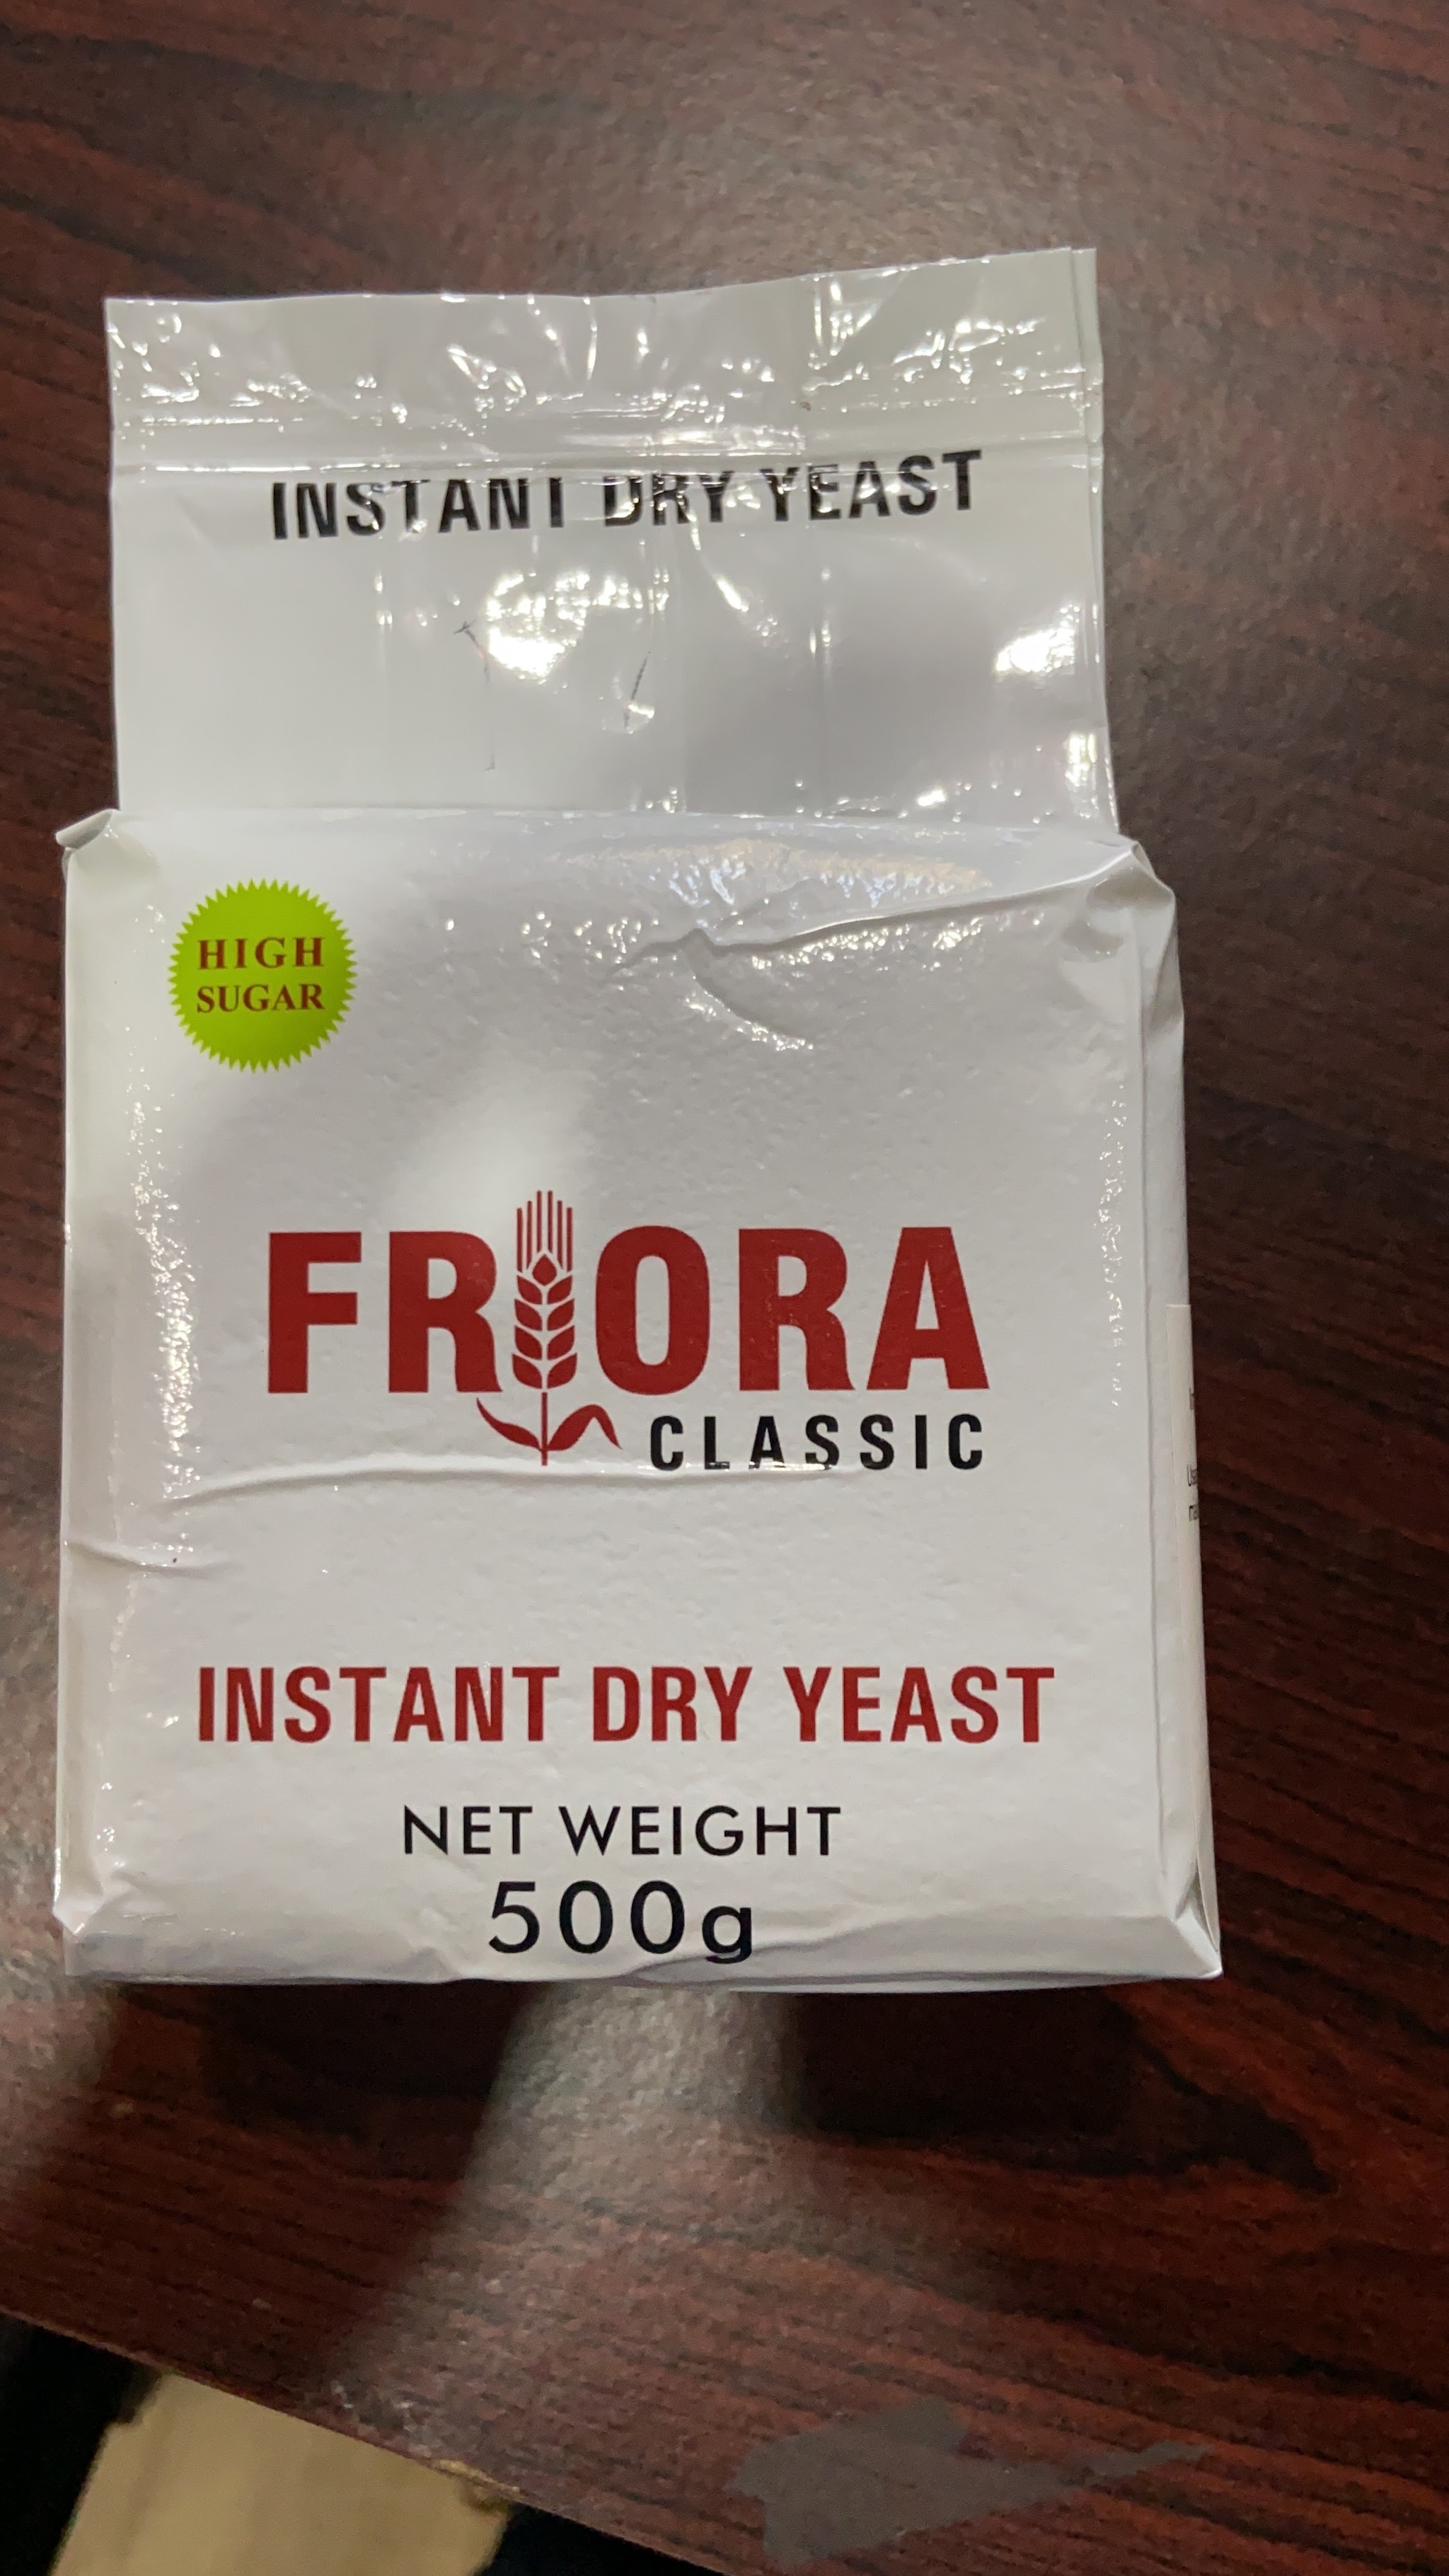 INSTANT DRY YEAST
HIGH
SUGAR
FRIORA
CLASSIC
INSTANT DRY YEAST
NET WEIGHT
500g